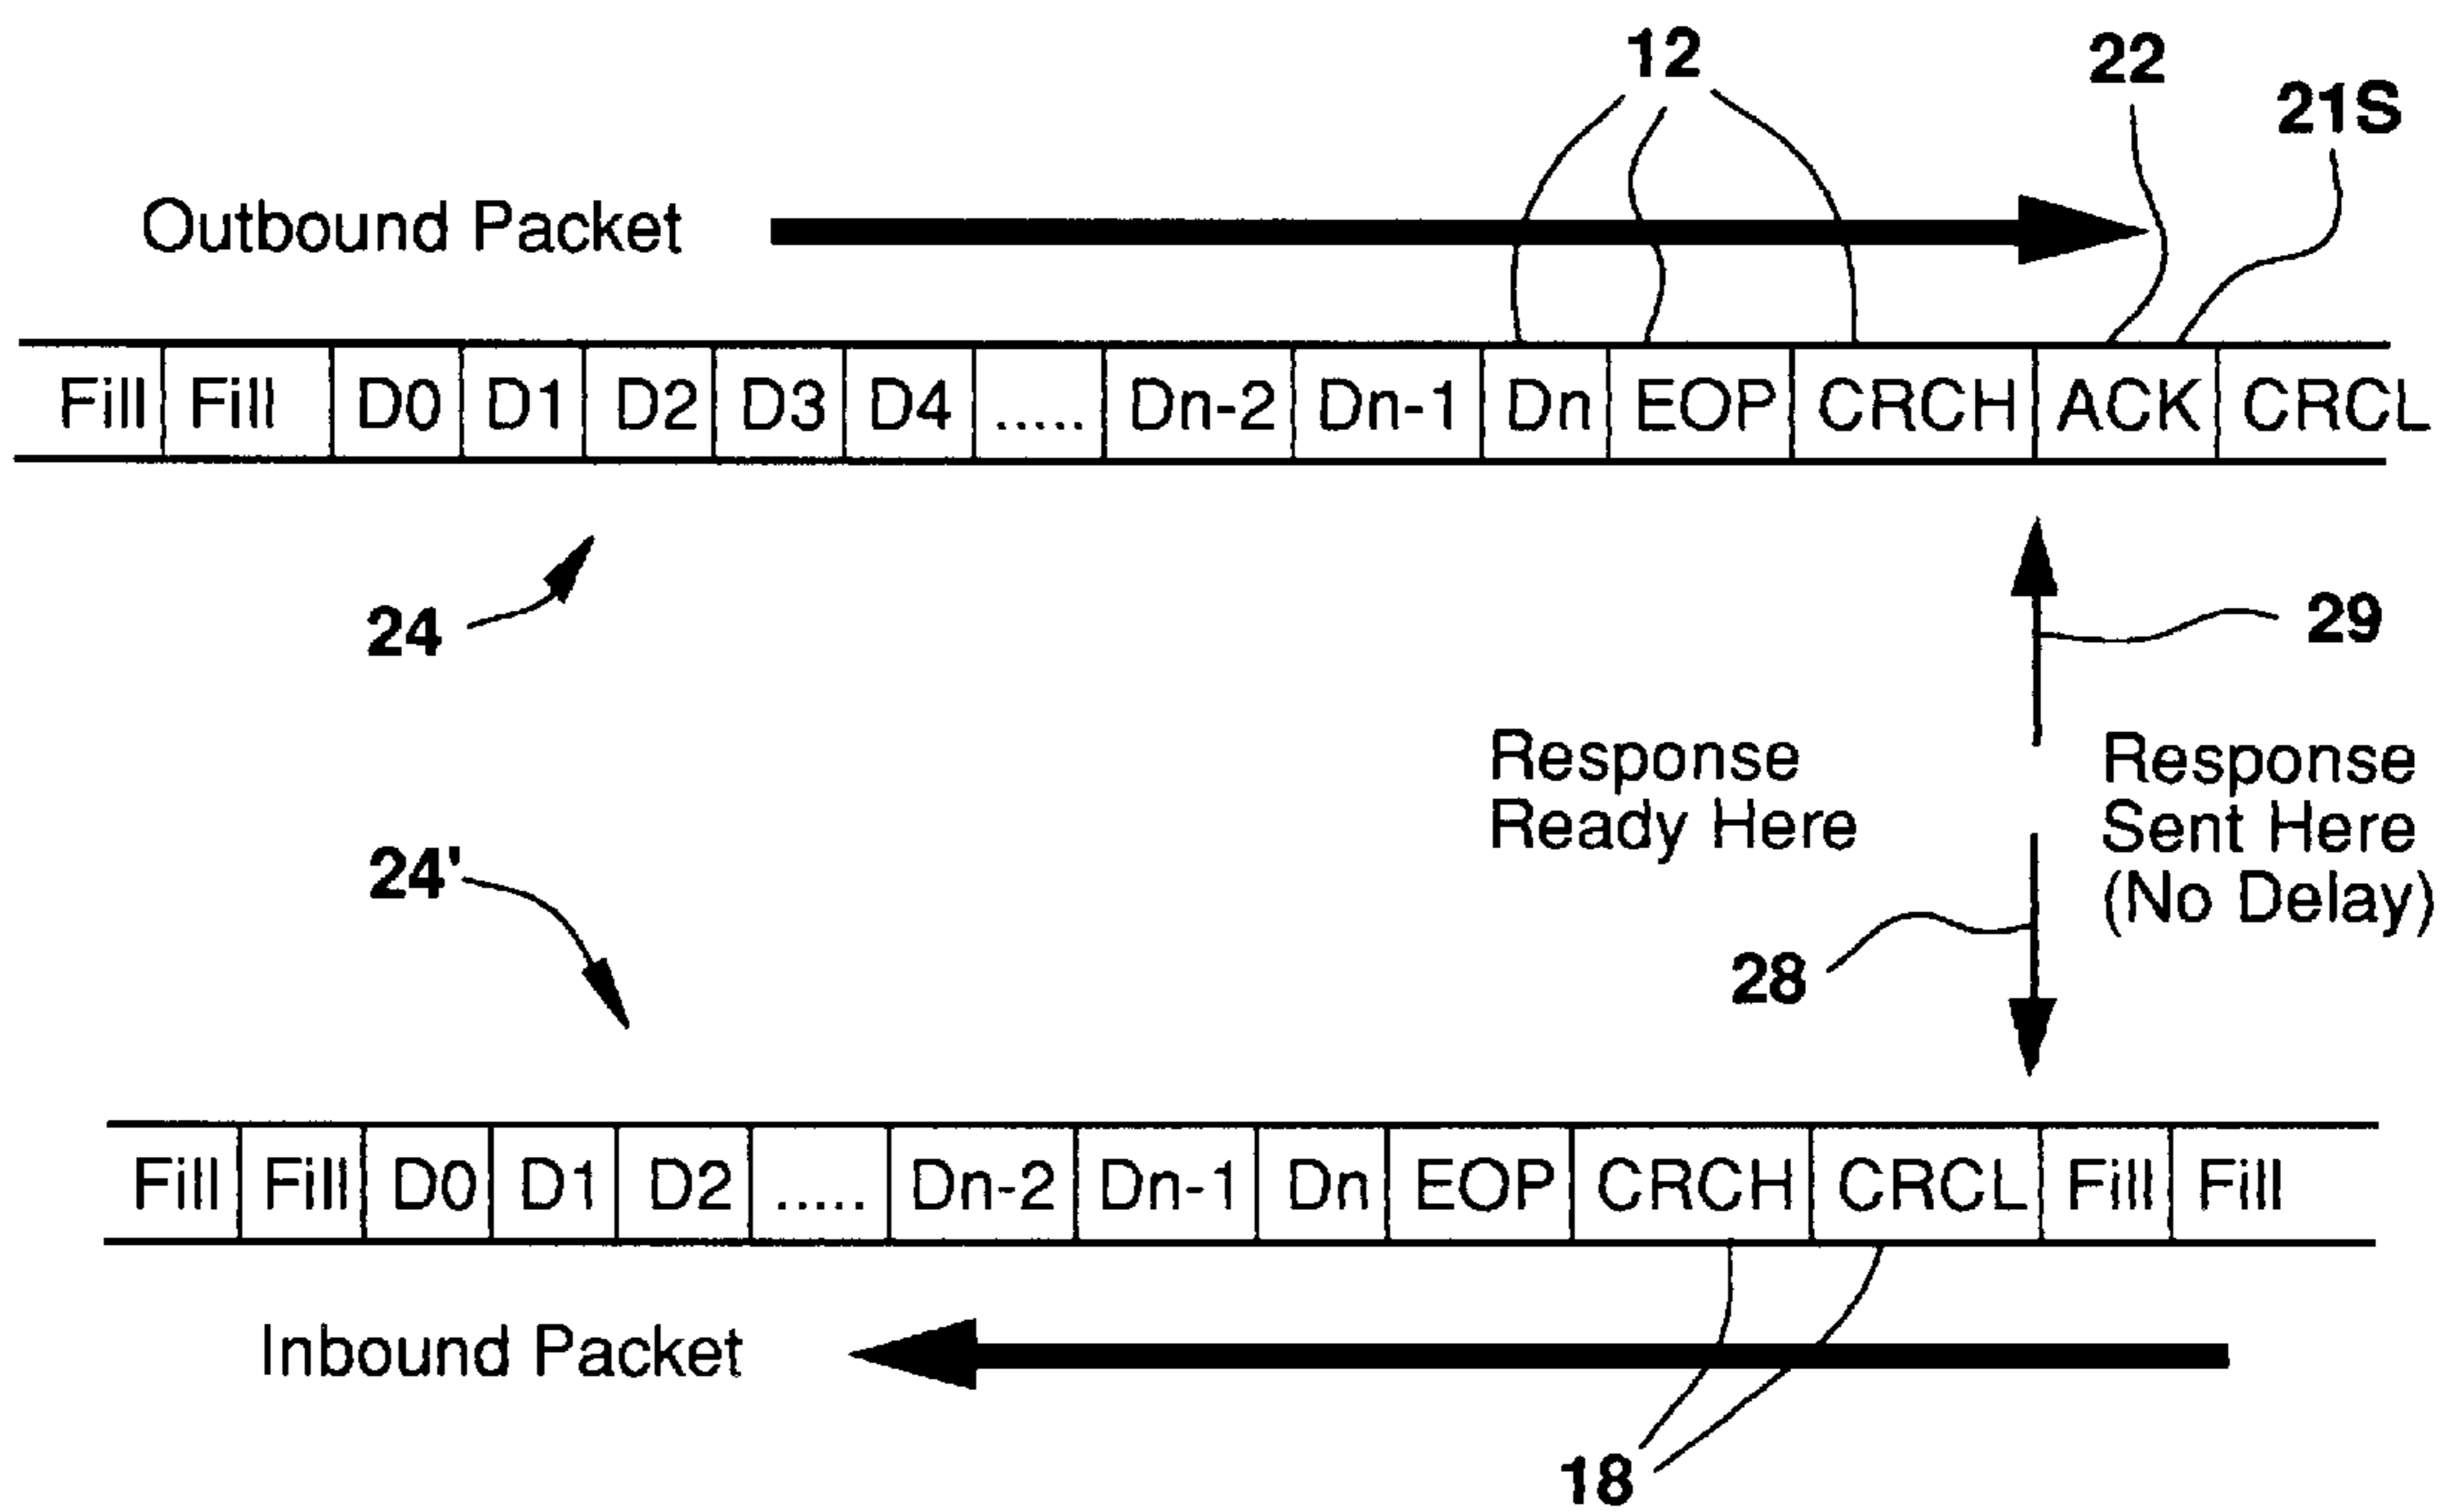 12
22
21S
Outbound Packet
Fill Fill D0 D1 D2 D3 D4 ..... Dn-2 Dn-1 Dn EOP CRCH ACK CRCL
24
29
Response
Ready Here
Response
Sent Here
(No Delay)
24'
28
Fill Fill D0 D1 D2 ..... Dn-2 Dn-1 Dn EOP CRCH CRCL Fill Fill
Inbound Packet
18